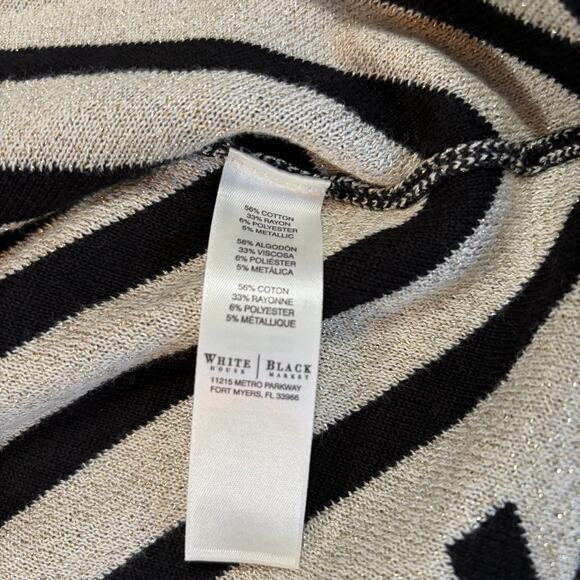 56% COTTON
33% RAYON
6% POLYESTER
5% METALLIC
56% ALGODÓN
33% VISCOSA
6% POLIÉSTER
5% METÁLICA
56% COTON
33% RAYONNE
6% POLYESTER
5% MÉTALLIQUE
WHITE | BLACK
HOUSE MARKET
11215 METRO PARKWAY
FORT MYERS, FL 33966